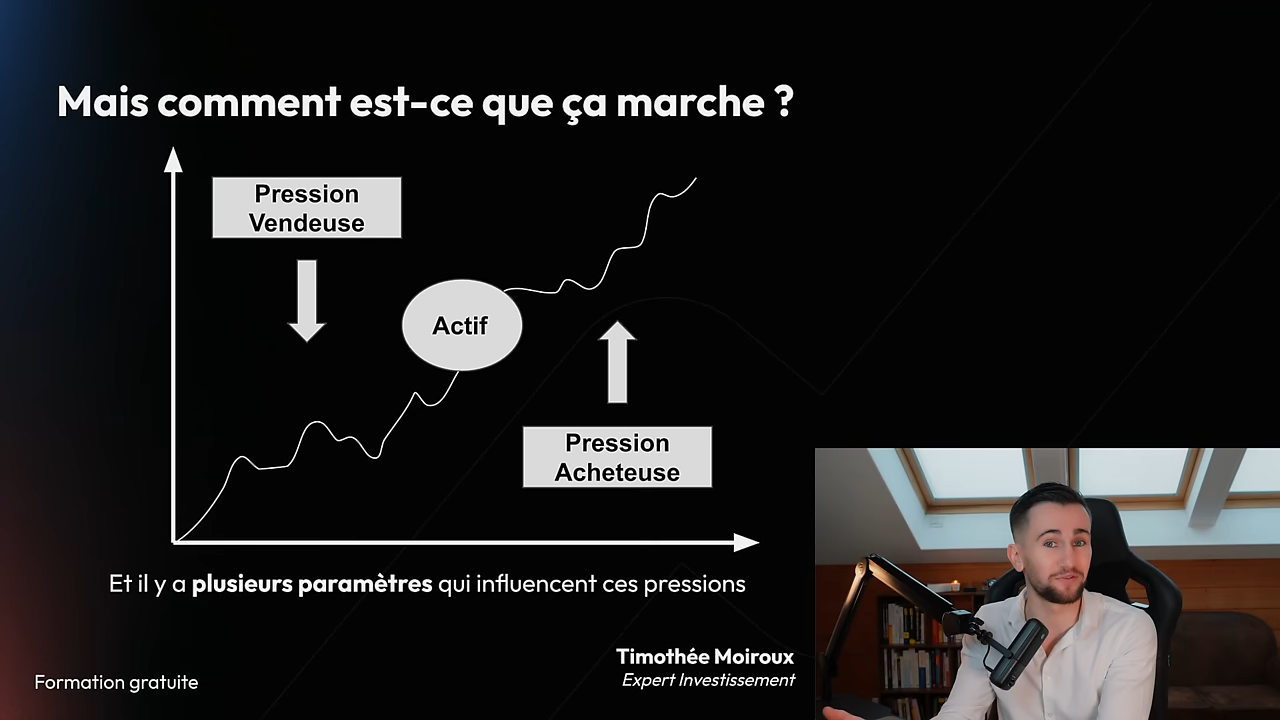 Mais comment est-ce que ça marche ?
Pression
Vendeuse
Actif
Pression
Acheteuse
Et il y a plusieurs paramètres qui influencent ces pressions
Timothée Moiroux
Expert Investissement
Formation gratuite